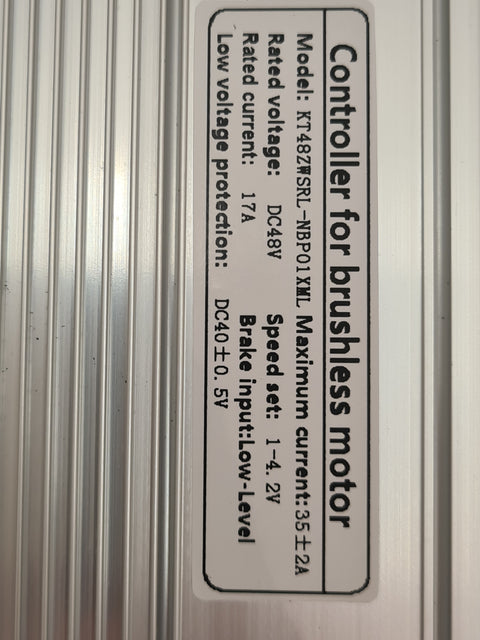 Controller for brushless motor
Model: KT48ZWSRL-NBP01XML Maximum current:35±2A
Rated voltage: DC48V Speed set: 1-4.2V
Rated current: 17A Brake input:Low-Level
Low voltage protection: DC40±0.5V